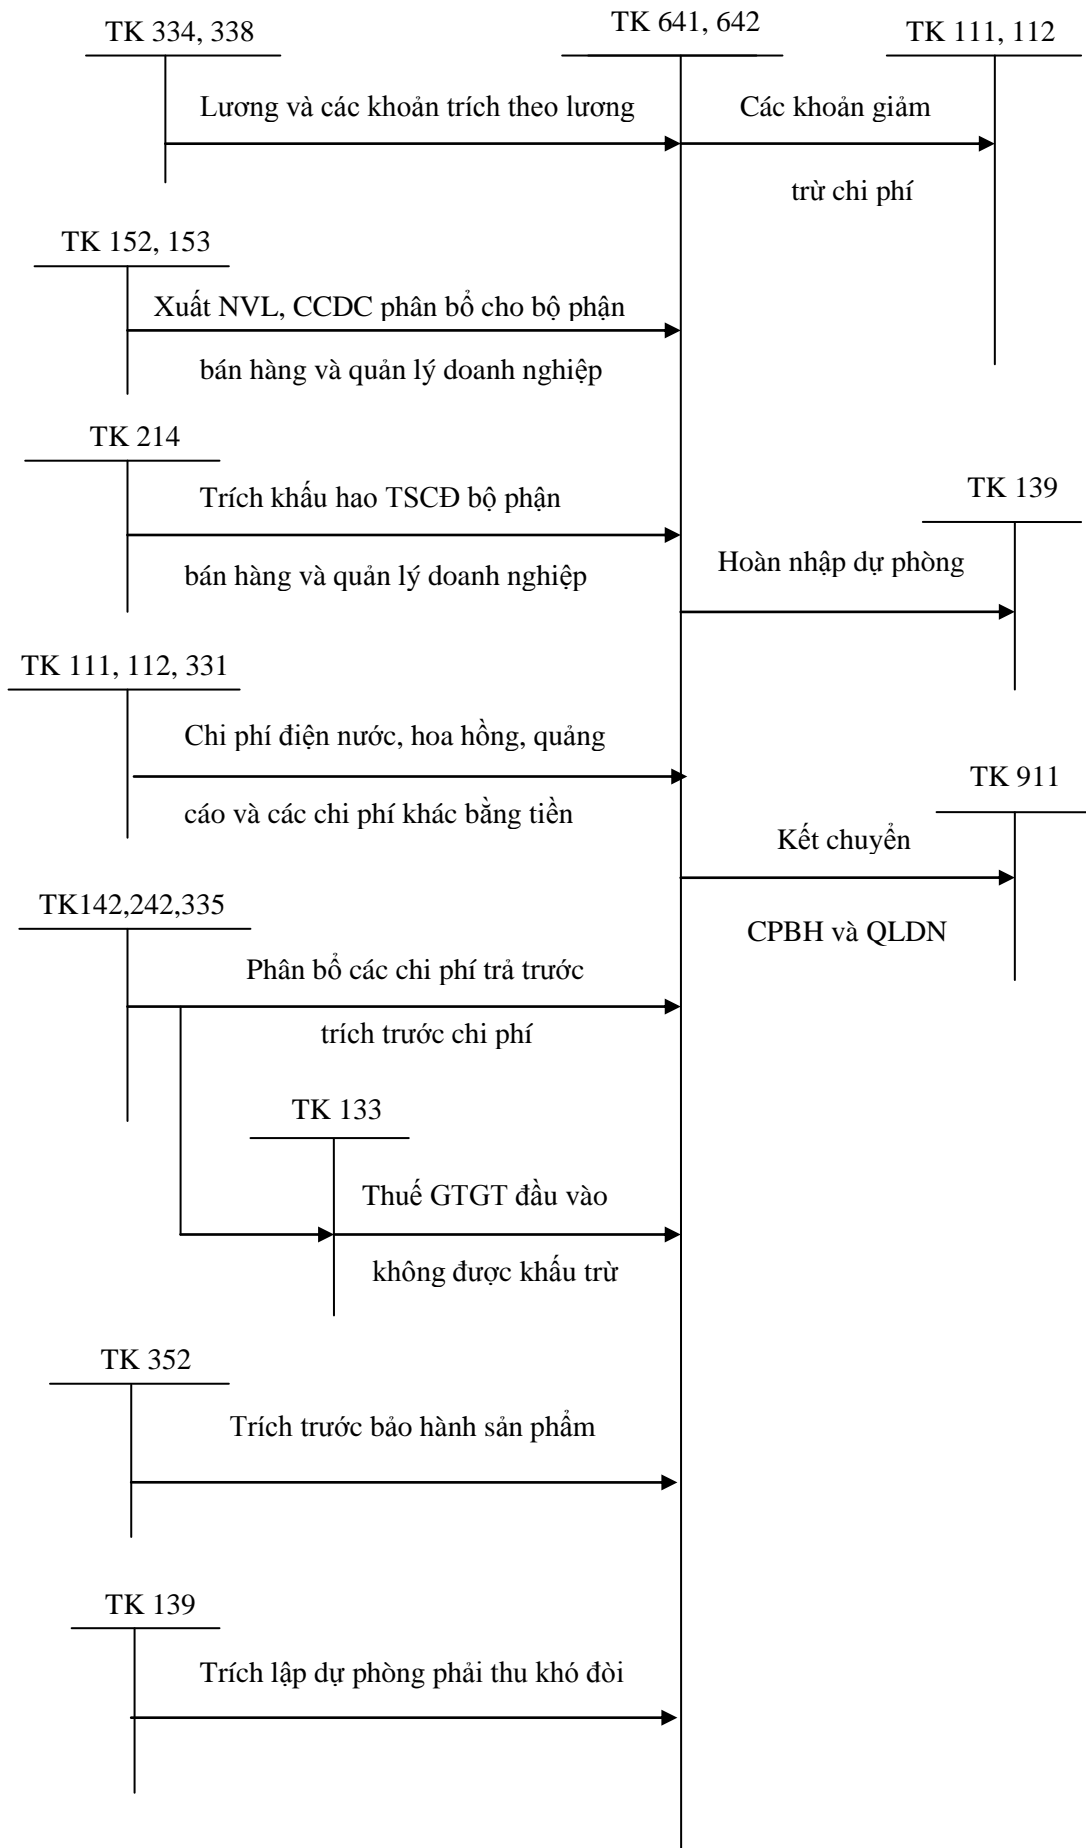 TK 334, 338
TK 641, 642
TK 111, 112
Lương và các khoản trích theo lương
Các khoản giảm
trừ chi phí
TK 152, 153
Xuất NVL, CCDC phân bổ cho bộ phận
bán hàng và quản lý doanh nghiệp
TK 214
Trích khấu hao TSCĐ bộ phận
bán hàng và quản lý doanh nghiệp
TK 139
Hoàn nhập dự phòng
TK 111, 112, 331
Chi phí điện nước, hoa hồng, quảng
cáo và các chi phí khác bằng tiền
TK 911
Kết chuyển
CPBH và QLDN
TK142,242,335
Phân bổ các chi phí trả trước
trích trước chi phí
TK 133
Thuế GTGT đầu vào
không được khấu trừ
TK 352
Trích trước bảo hành sản phẩm
TK 139
Trích lập dự phòng phải thu khó đòi